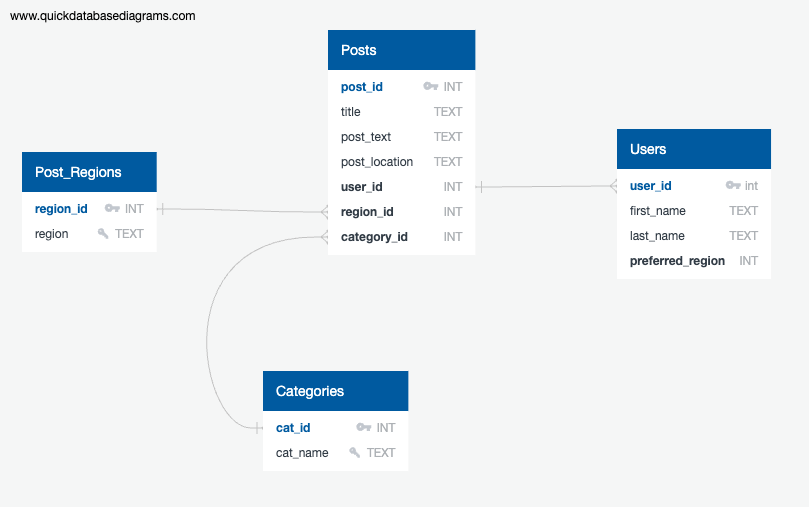 www.quickdatabasediagrams.com
Posts
post_id INT
title TEXT
post_text TEXT
post_location TEXT
user_id INT
region_id INT
category_id INT
Post_Regions
region_id INT
region TEXT
Users
user_id int
first_name TEXT
last_name TEXT
preferred_region INT
Categories
cat_id INT
cat_name TEXT